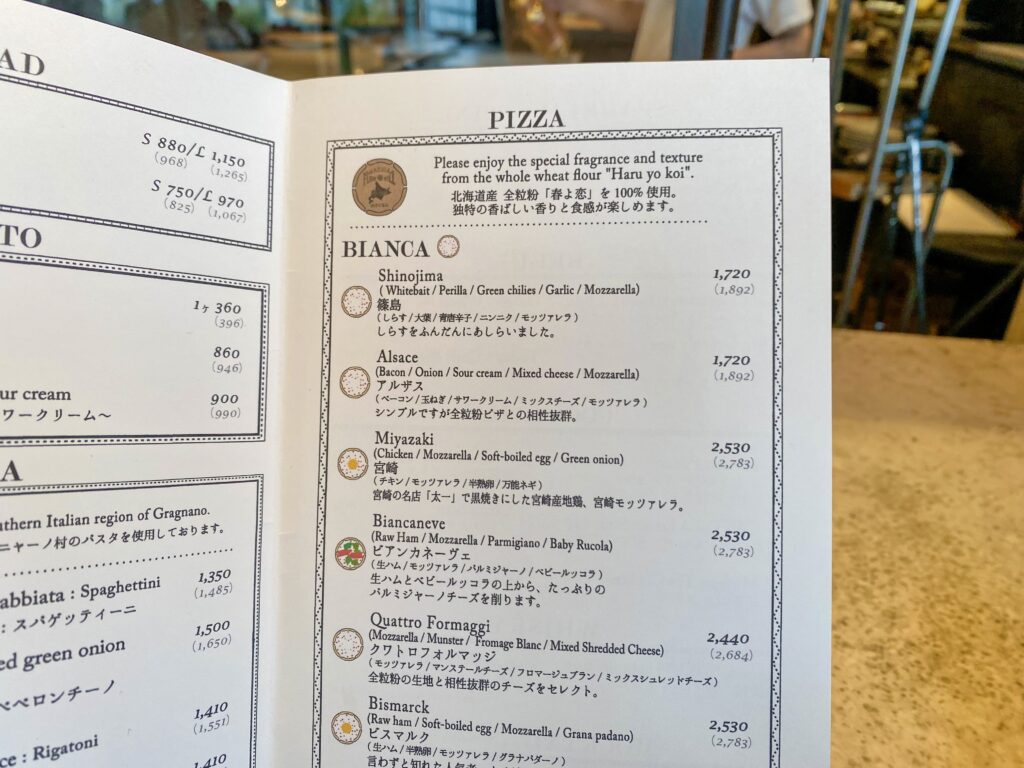 AD
S 880/£ 1,150
(968) (1,265)
S 750/£ 970
(825) (1,067)
TO
1ヶ 360
(396)
860
(946)
ur cream
900
ワークリーム〜
(990)
A
thern Italian region of Gragnano.
ニャーノ村のパスタを使用しております。
abbiata : Spaghettini
1,350
(1,485)
: スパゲッティーニ
ed green onion
1,500
(1,650)
ペペロンチーノ
1,410
(1,551)
ce : Rigatoni
1,410
PIZZA
Please enjoy the special fragrance and texture
from the whole wheat flour "Haru yo koi".
北海道産 全粒粉「春よ恋」を 100% 使用。
独特の香ばしい香りと食感が楽しめます。
BIANCA
Shinojima 1,720
( Whitebait / Perilla / Green chilies / Garlic / Mozzarella) (1,892)
篠島
( しらす / 大葉 / 青唐辛子 / ニンニク / モッツァレラ )
しらすをふんだんにあしらいました。
Alsace 1,720
(Bacon / Onion / Sour cream / Mixed cheese / Mozzarella) (1,892)
アルザス
( ベーコン / 玉ねぎ / サワークリーム / ミックスチーズ / モッツァレラ )
シンプルですが全粒粉ピザとの相性抜群。
Miyazaki 2,530
(Chicken / Mozzarella / Soft-boiled egg / Green onion) (2,783)
宮崎
( チキン / モッツァレラ / 半熟卵 / 万能ネギ )
宮崎の名店「太一」で黒焼きにした宮崎産地鶏、宮崎モッツァレラ。
Biancaneve 2,530
(Raw Ham / Mozzarella / Parmigiano / Baby Rucola) (2,783)
ビアンカネーヴェ
( 生ハム / モッツァレラ / パルミジャーノ / ベビールッコラ )
生ハムとベビールッコラの上から、たっぷりの
パルミジャーノチーズを削ります。
Quattro Formaggi 2,440
(Mozzarella / Munster / Fromage Blanc / Mixed Shredded Cheese) (2,684)
クワトロフォルマッジ
( モッツァレラ / マンステールチーズ / フロマージュブラン / ミックスシュレッドチーズ )
全粒粉の生地と相性抜群のチーズをセレクト。
Bismarck 2,530
(Raw ham / Soft-boiled egg / Mozzarella / Grana padano) (2,783)
ビスマルク
( 生ハム / 半熟卵 / モッツァレラ / グラナパダーノ )
言わずと知れた人気者